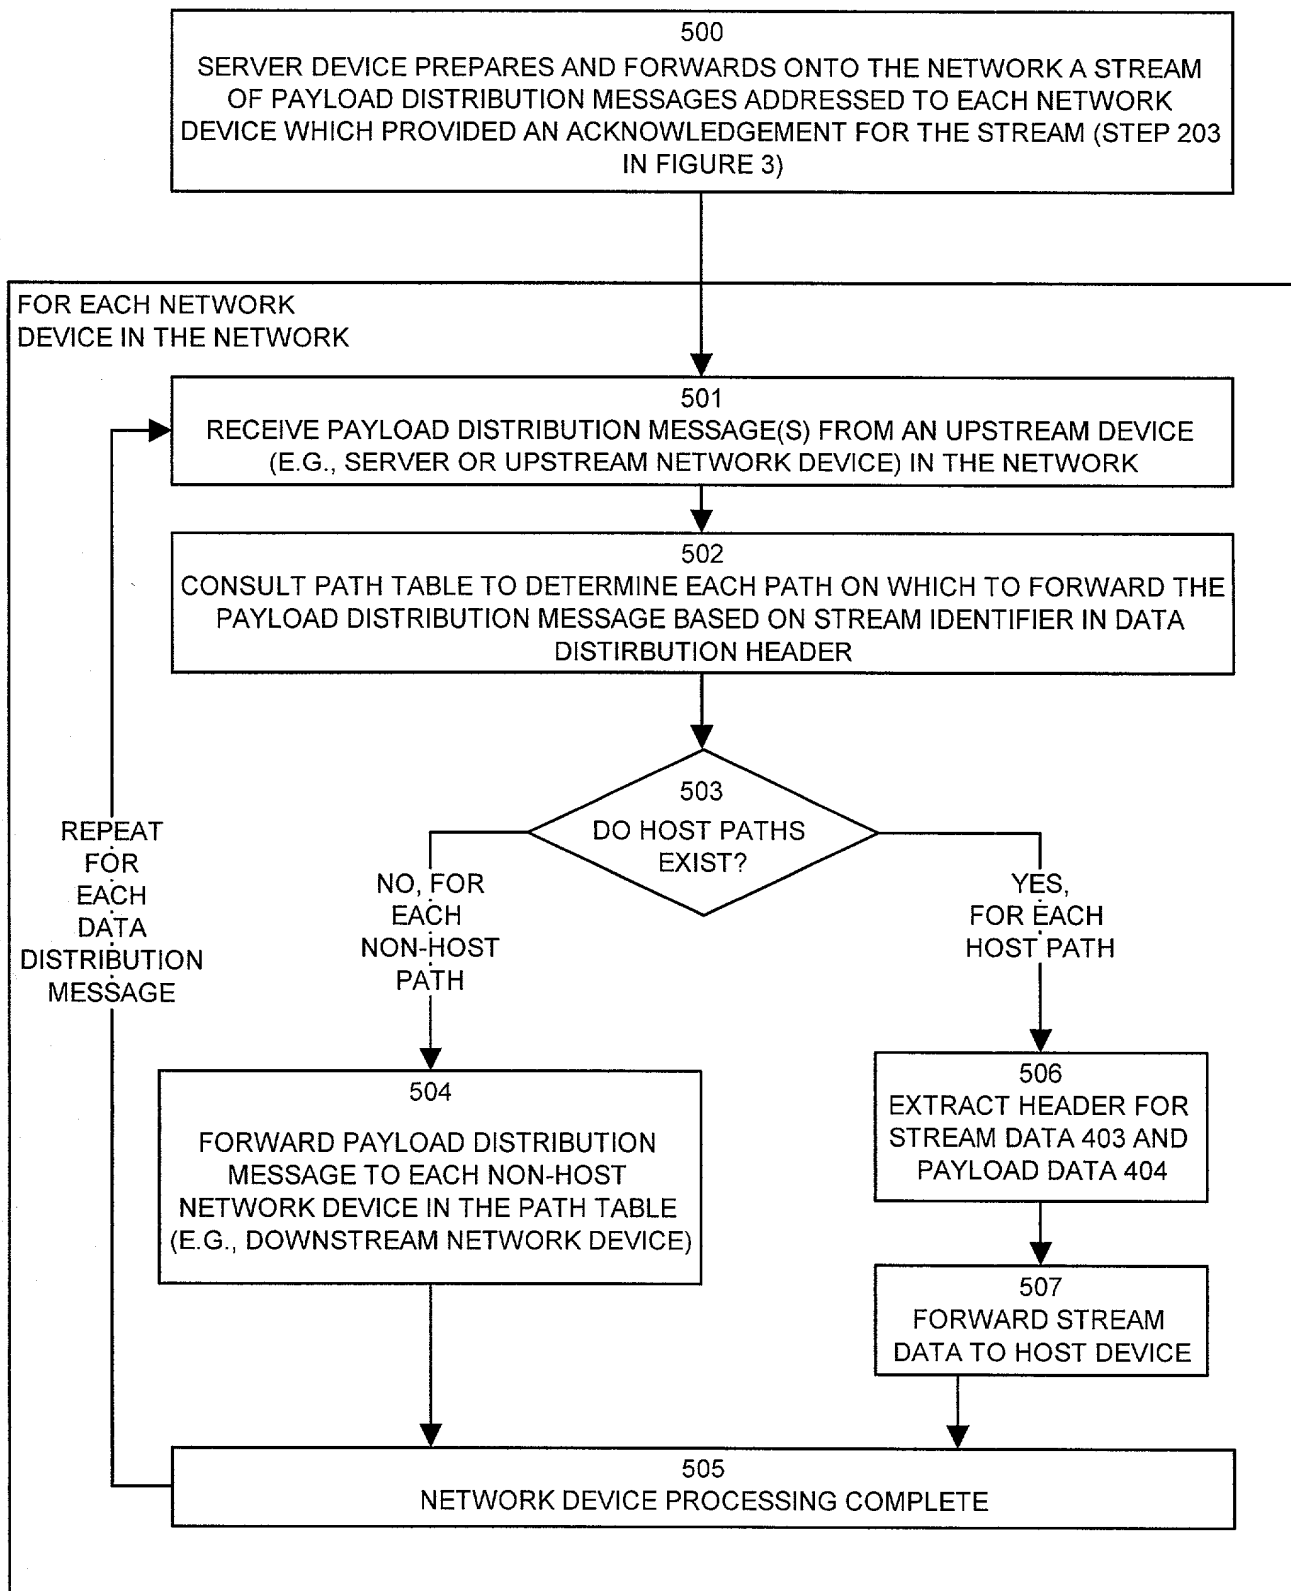 500
SERVER DEVICE PREPARES AND FORWARDS ONTO THE NETWORK A STREAM
OF PAYLOAD DISTRIBUTION MESSAGES ADDRESSED TO EACH NETWORK
DEVICE WHICH PROVIDED AN ACKNOWLEDGEMENT FOR THE STREAM (STEP 203
IN FIGURE 3)
FOR EACH NETWORK
DEVICE IN THE NETWORK
501
RECEIVE PAYLOAD DISTRIBUTION MESSAGE(S) FROM AN UPSTREAM DEVICE
(E.G., SERVER OR UPSTREAM NETWORK DEVICE) IN THE NETWORK
502
CONSULT PATH TABLE TO DETERMINE EACH PATH ON WHICH TO FORWARD THE
PAYLOAD DISTRIBUTION MESSAGE BASED ON STREAM IDENTIFIER IN DATA
DISTIRBUTION HEADER
503
DO HOST PATHS
EXIST?
REPEAT
FOR
EACH
DATA
DISTRIBUTION
MESSAGE
NO, FOR
EACH
NON-HOST
PATH
YES,
FOR EACH
HOST PATH
504
FORWARD PAYLOAD DISTRIBUTION
MESSAGE TO EACH NON-HOST
NETWORK DEVICE IN THE PATH TABLE
(E.G., DOWNSTREAM NETWORK DEVICE)
506
EXTRACT HEADER FOR
STREAM DATA 403 AND
PAYLOAD DATA 404
507
FORWARD STREAM
DATA TO HOST DEVICE
505
NETWORK DEVICE PROCESSING COMPLETE